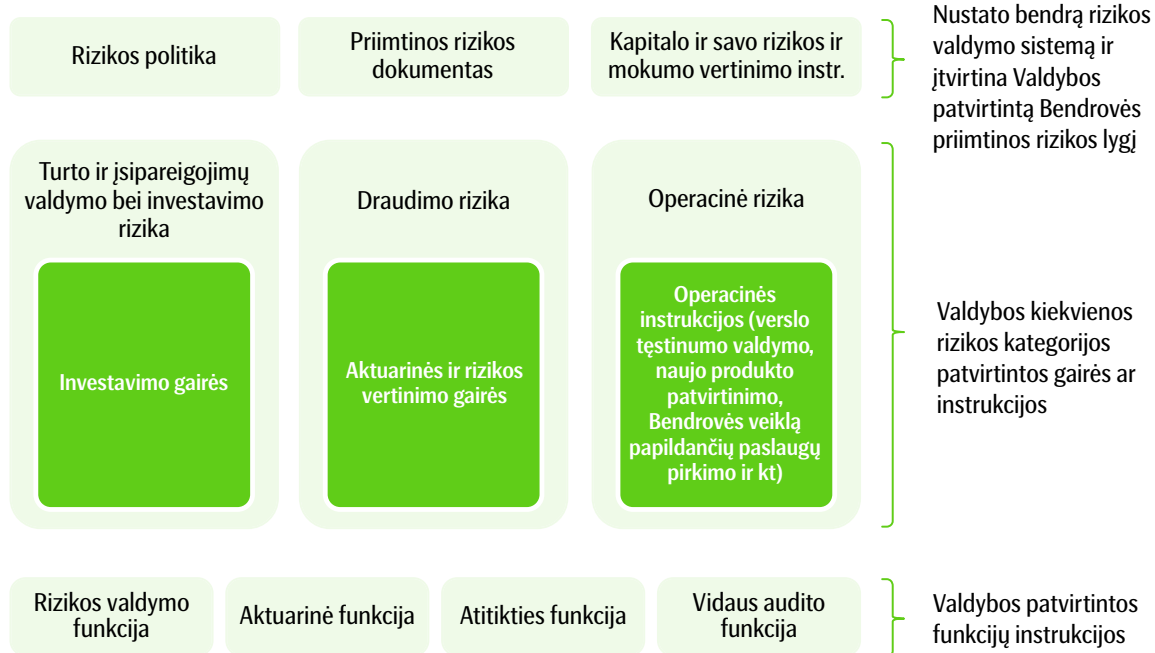 Rizikos politika
Priimtinos rizikos
dokumentas
Kapitalo ir savo rizikos ir
mokumo vertinimo instr.
Nustato bendrą rizikos
valdymo sistemą ir
įtvirtina Valdybos
patvirtintą Bendrovės
priimtinos rizikos lygį
Turto ir įsipareigojimų
valdymo bei investavimo
rizika
Investavimo gairės
Draudimo rizika
Aktuarinės ir rizikos
vertinimo gairės
Operacinė rizika
Operacinės
instrukcijos (verslo
tęstinumo valdymo,
naujo produkto
patvirtinimo,
Bendrovės veiklą
papildančių paslaugų
pirkimo ir kt)
Valdybos kiekvienos
rizikos kategorijos
patvirtintos gairės ar
instrukcijos
Rizikos valdymo
funkcija
Aktuarinė funkcija
Atitikties funkcija
Vidaus audito
funkcija
Valdybos patvirtintos
funkcijų instrukcijos